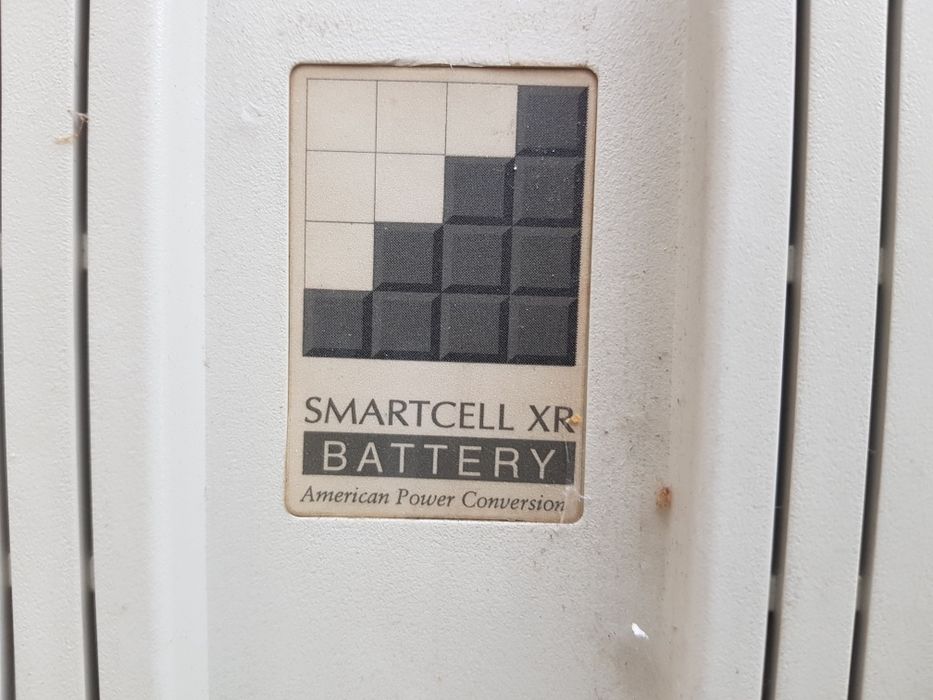 SMARTCELL XR
BATTERY
American Power Conversion